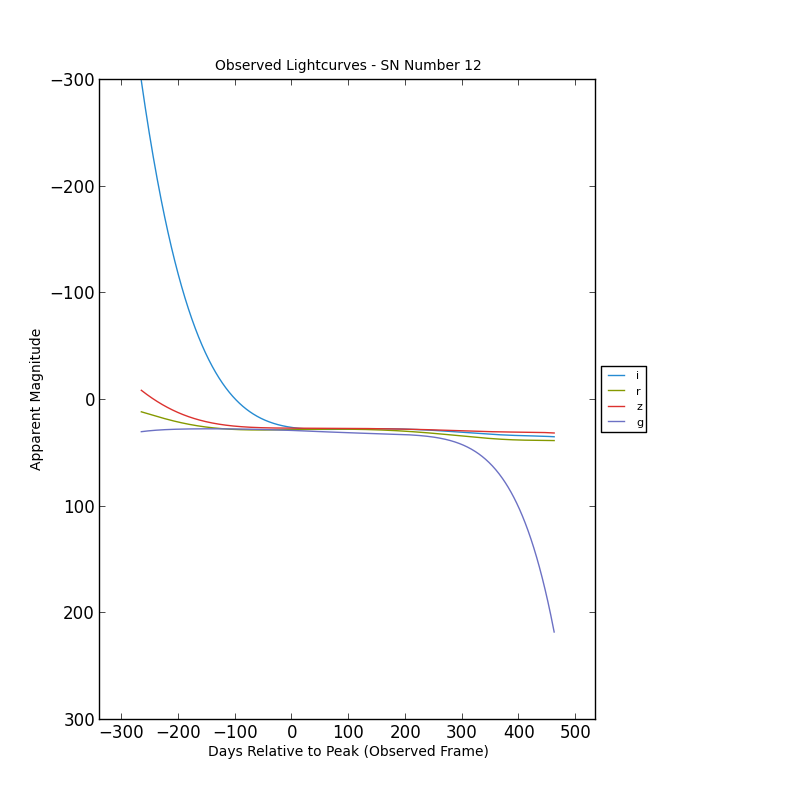 Observed Lightcurves - SN Number 12
−300
−200
−100
0
100
200
300
Apparent Magnitude
−300 −200 −100 0 100 200 300 400 500
Days Relative to Peak (Observed Frame)
i
r
z
g